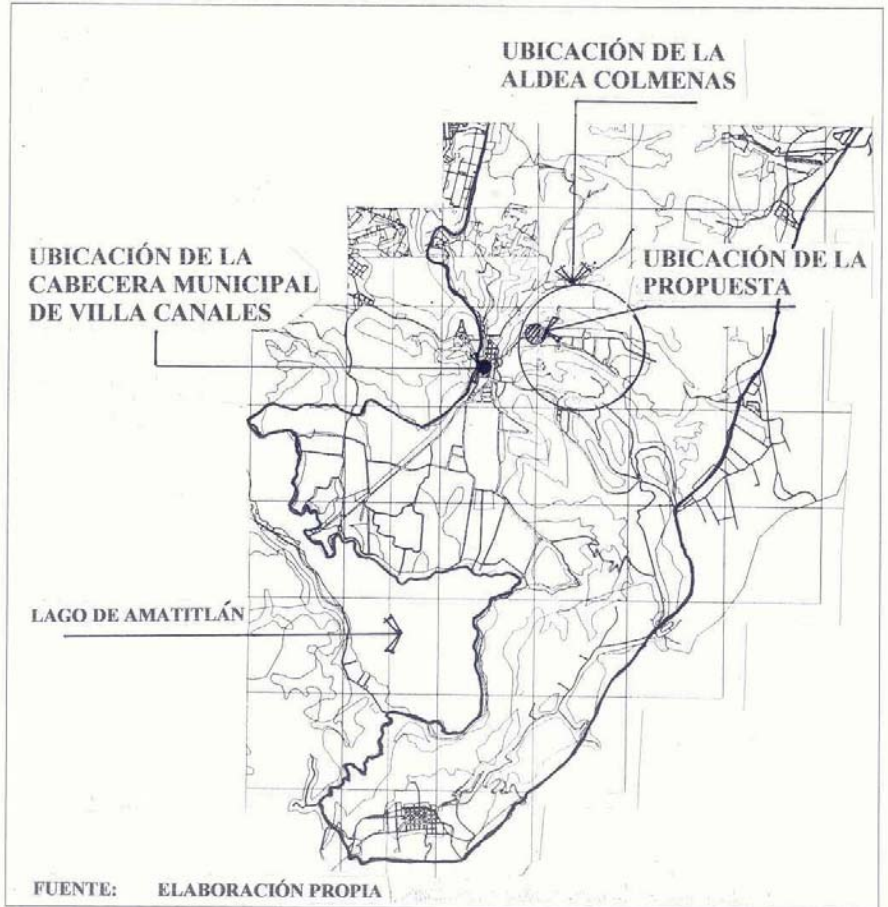 UBICACIÓN DE LA
ALDEA COLMENAS
UBICACIÓN DE LA
CABECERA MUNICIPAL
DE VILLA CANALES
UBICACIÓN DE LA
PROPUESTA
LAGO DE AMATITLÁN
FUENTE: ELABORACIÓN PROPIA